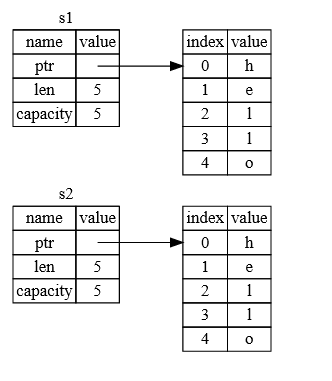 s1
name value
ptr
len 5
capacity 5
index value
0 h
1 e
2 l
3 l
4 o
s2
name value
ptr
len 5
capacity 5
index value
0 h
1 e
2 l
3 l
4 o